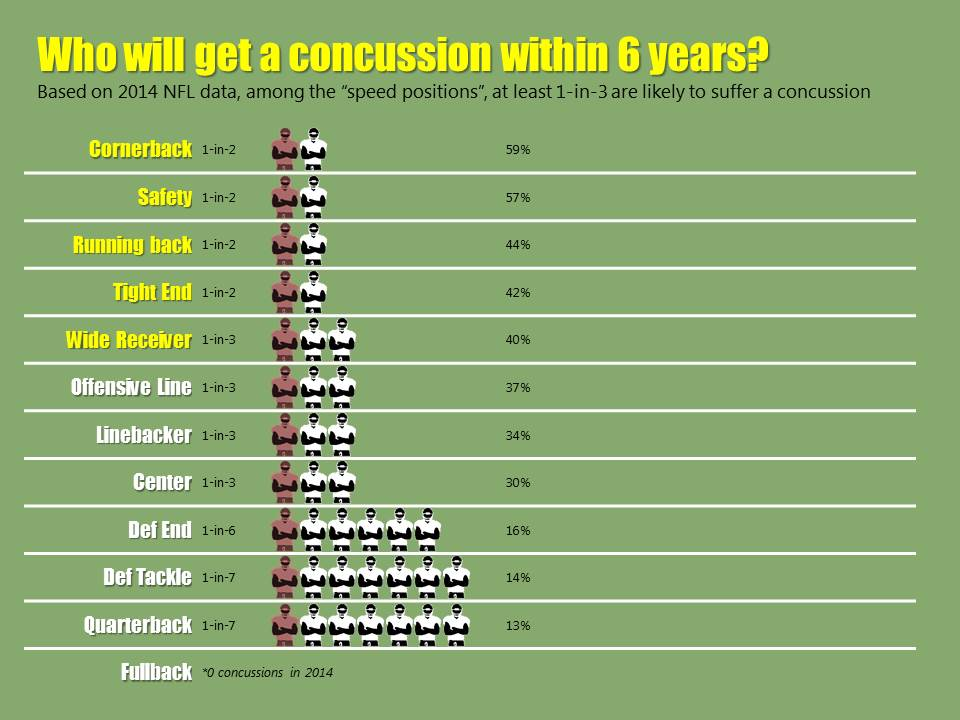 Who will get a concussion within 6 years?
Based on 2014 NFL data, among the “speed positions”, at least 1-in-3 are likely to suffer a concussion
Cornerback 1-in-2 59%
Safety 1-in-2 57%
Running back 1-in-2 44%
Tight End 1-in-2 42%
Wide Receiver 1-in-3 40%
Offensive Line 1-in-3 37%
Linebacker 1-in-3 34%
Center 1-in-3 30%
Def End 1-in-6 16%
Def Tackle 1-in-7 14%
Quarterback 1-in-7 13%
Fullback *0 concussions in 2014